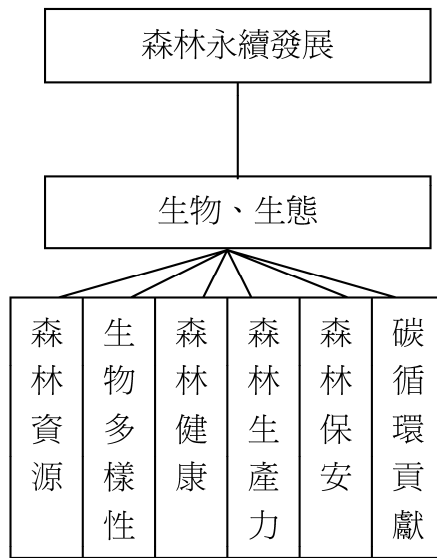 森林永續發展
生物、生態
森林資源
生物多樣性
森林健康
森林生產力
森林保安
碳循環貢獻